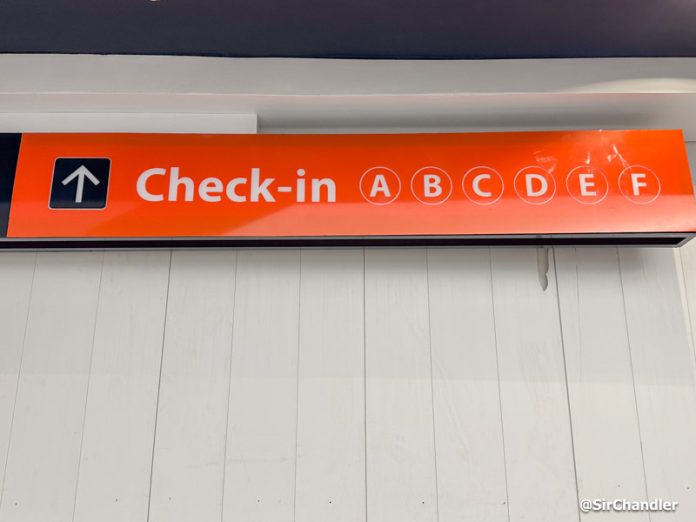 Check-in A B C D E F
@SirChandler